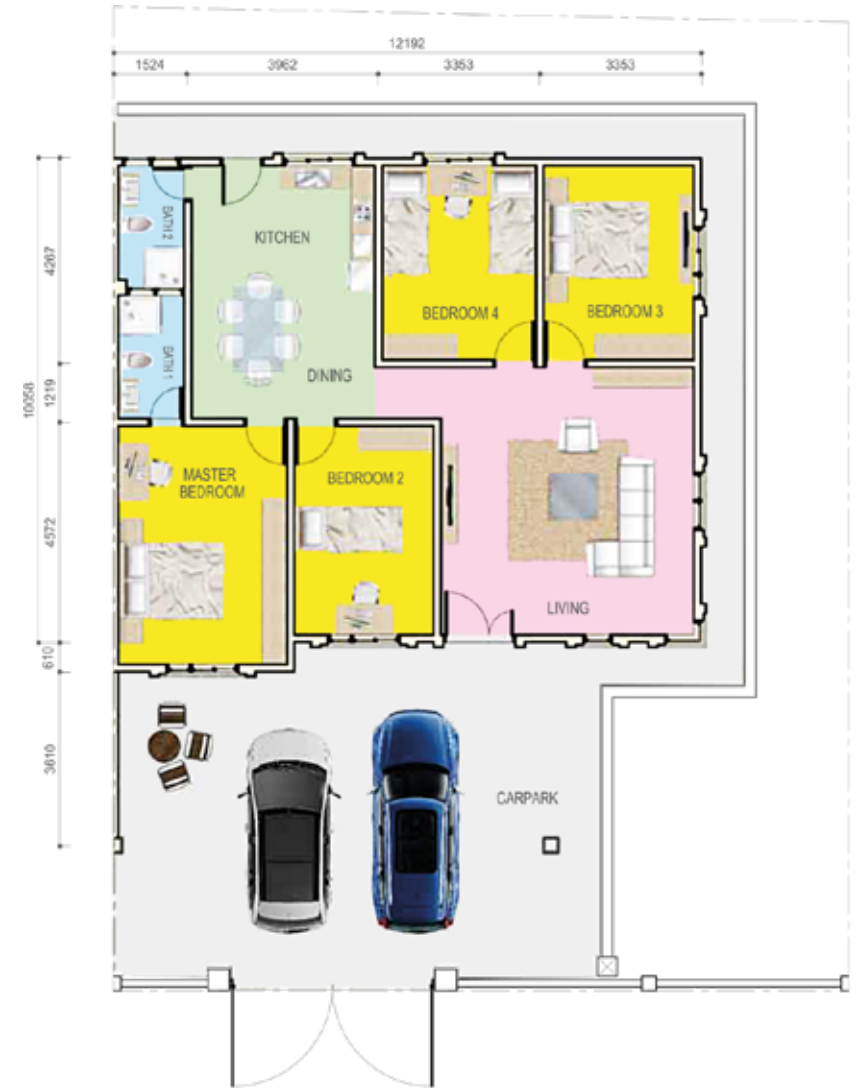 12192
1524
3962
3353
3353
4267
1219
10058
4572
610
3610
BATH 2
KITCHEN
BEDROOM 4
BEDROOM 3
BATH 1
DINING
MASTER
BEDROOM
BEDROOM 2
LIVING
CARPARK